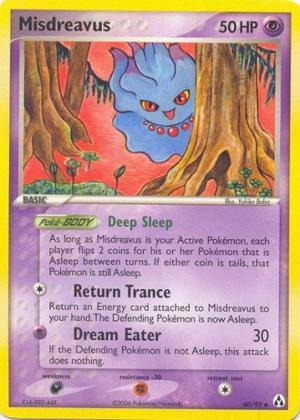 Misdreavus
50 HP
BASIC
Illus. Yukiko Baba
Poké-BODY Deep Sleep
As long as Misdreavus is your Active Pokémon, each
player flips 2 coins for his or her Pokémon that is
Asleep between turns. If either coin is tails, that
Pokémon is still Asleep.
Return Trance
Return an Energy card attached to Misdreavus to
your hand. The Defending Pokémon is now Asleep.
Dream Eater 30
If the Defending Pokémon is not Asleep, this attack
does nothing.
weakness resistance -30 retreat cost
©2006 Pokémon/Nintendo
40/92